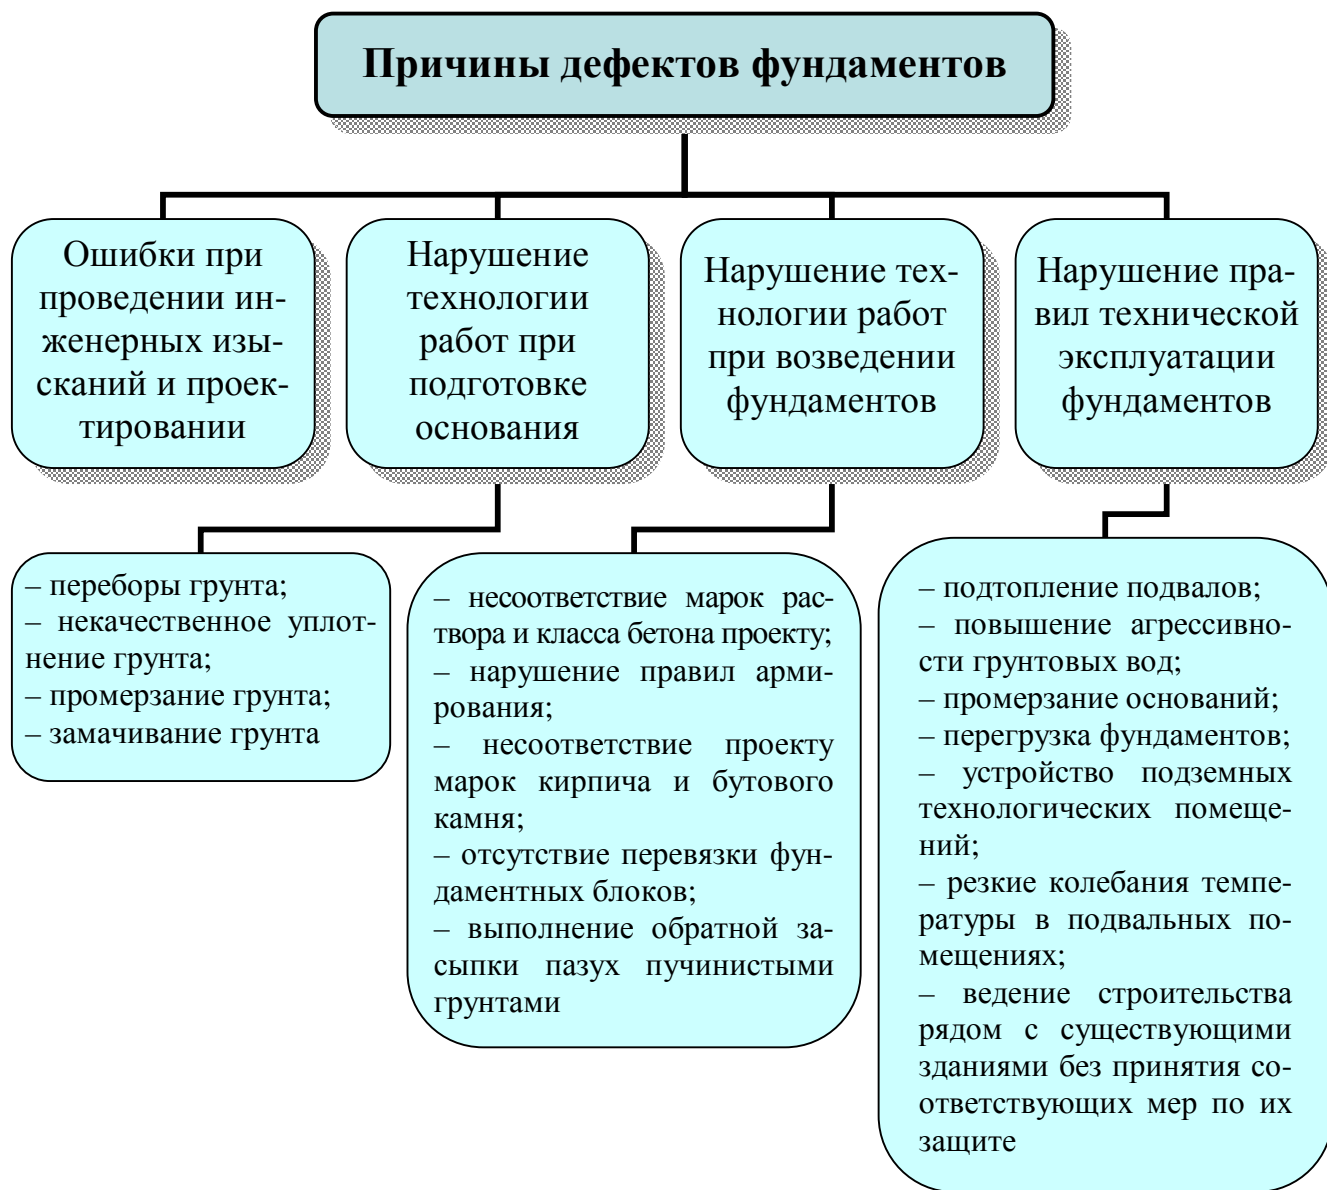 Причины дефектов фундаментов
Ошибки при
проведении ин-
женерных изы-
сканий и проек-
тировании
Нарушение
технологии
работ при
подготовке
основания
Нарушение тех-
нологии работ
при возведении
фундаментов
Нарушение пра-
вил технической
эксплуатации
фундаментов
– переборы грунта;
– некачественное уплот-
нение грунта;
– промерзание грунта;
– замачивание грунта
– несоответствие марок рас-
твора и класса бетона проекту;
– нарушение правил арми-
рования;
– несоответствие проекту
марок кирпича и бутового
камня;
– отсутствие перевязки фун-
даментных блоков;
– выполнение обратной за-
сыпки пазух пучинистыми
грунтами
– подтопление подвалов;
– повышение агрессивно-
сти грунтовых вод;
– промерзание оснований;
– перегрузка фундаментов;
– устройство подземных
технологических помеще-
ний;
– резкие колебания темпе-
ратуры в подвальных по-
мещениях;
– ведение строительства
рядом с существующими
зданиями без принятия со-
ответствующих мер по их
защите